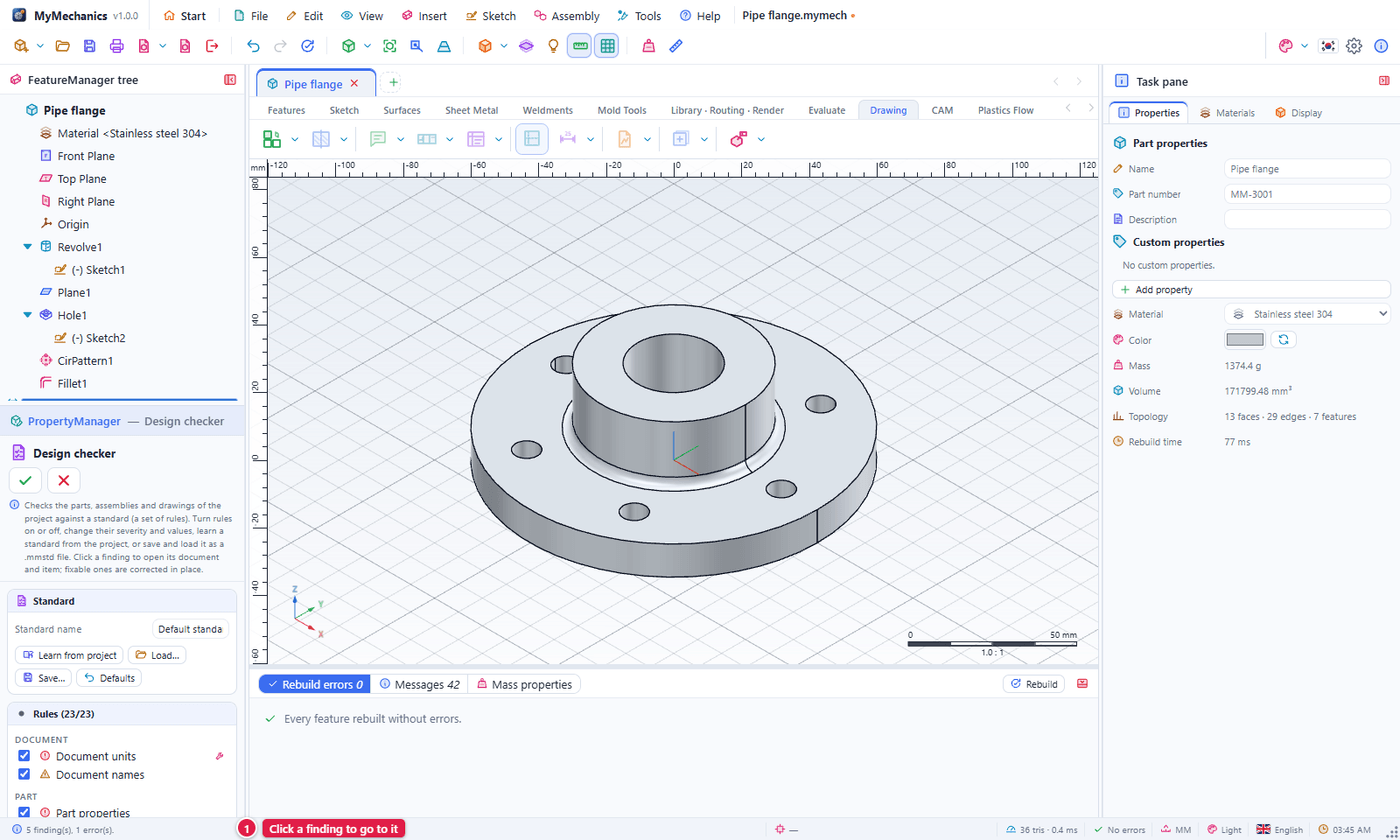 MyMechanics v1.0.0 Start File Edit View Insert Sketch Assembly Tools Help Pipe flange.mymech
FeatureManager tree
Pipe flange
Material <Stainless steel 304>
Front Plane
Top Plane
Right Plane
Origin
Revolve1
(-) Sketch1
Plane1
Hole1
(-) Sketch2
CirPattern1
Fillet1
PropertyManager — Design checker
Design checker
Checks the parts, assemblies and drawings of the
project against a standard (a set of rules). Turn rules
on or off, change their severity and values, learn a
standard from the project, or save and load it as a
.mmstd file. Click a finding to open its document
and item; fixable ones are corrected in place.
Standard
Standard name Default standa
Learn from project Load...
Save... Defaults
Rules (23/23)
DOCUMENT
Document units
Document names
PART
Part properties
Pipe flange
Features Sketch Surfaces Sheet Metal Weldments Mold Tools Library · Routing · Render Evaluate Drawing CAM Plastics Flow
mm -120 -100 -80 -60 -40 -20 0 20 40 60 80 100 120
80
60
40
20
0
-20
-40
-60
Z
Y
X
0 50 mm
1.0 : 1
Rebuild errors 0 Messages 42 Mass properties Rebuild
Every feature rebuilt without errors.
Task pane
Properties Materials Display
Part properties
Name Pipe flange
Part number MM-3001
Description
Custom properties
No custom properties.
Add property
Material Stainless steel 304
Color
Mass 1374.4 g
Volume 171799.48 mm³
Topology 13 faces · 29 edges · 7 features
Rebuild time 77 ms
5 finding(s), 1 error(s). 1 Click a finding to go to it — 36 tris · 0.4 ms No errors MM Light English 03:45 AM